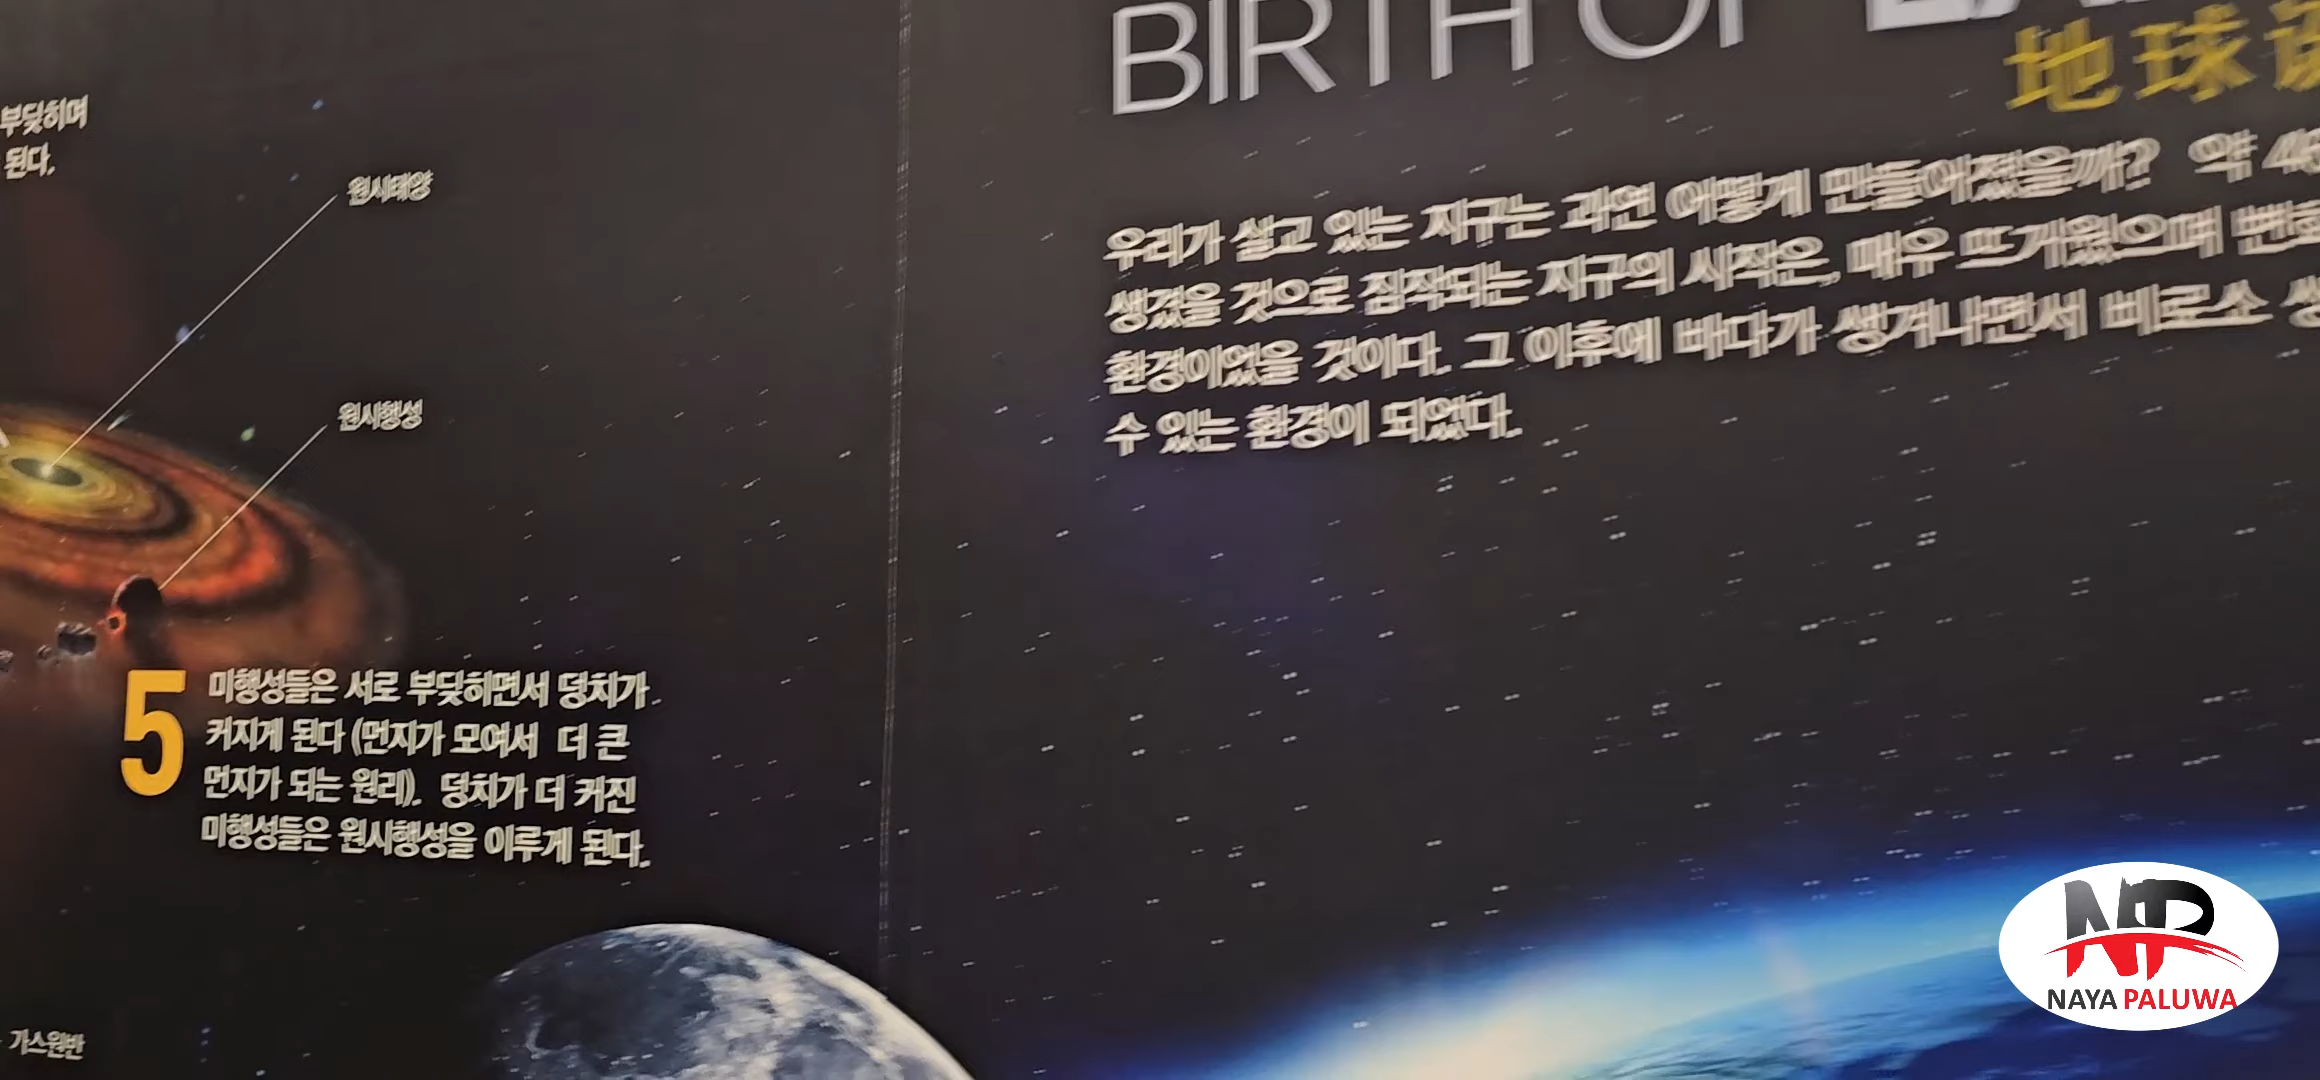 부딪히며
된다.
원시태양
원시행성
5
미행성들은 서로 부딪히면서 덩치가
커지게 된다 (먼지가 모여서 더 큰
먼지가 되는 원리). 덩치가 더 커진
미행성들은 원시행성을 이루게 된다.
가스원반
BIRTH OF
地球
우리가 살고 있는 지구는 과연 어떻게 만들어졌을까? 약
생겼을 것으로 짐작되는 지구의 시작은, 매우 뜨거웠으며
환경이었을 것이다. 그 이후에 바다가 생겨나면서 비로소
수 있는 환경이 되었다.
NP
NAYA PALUWA